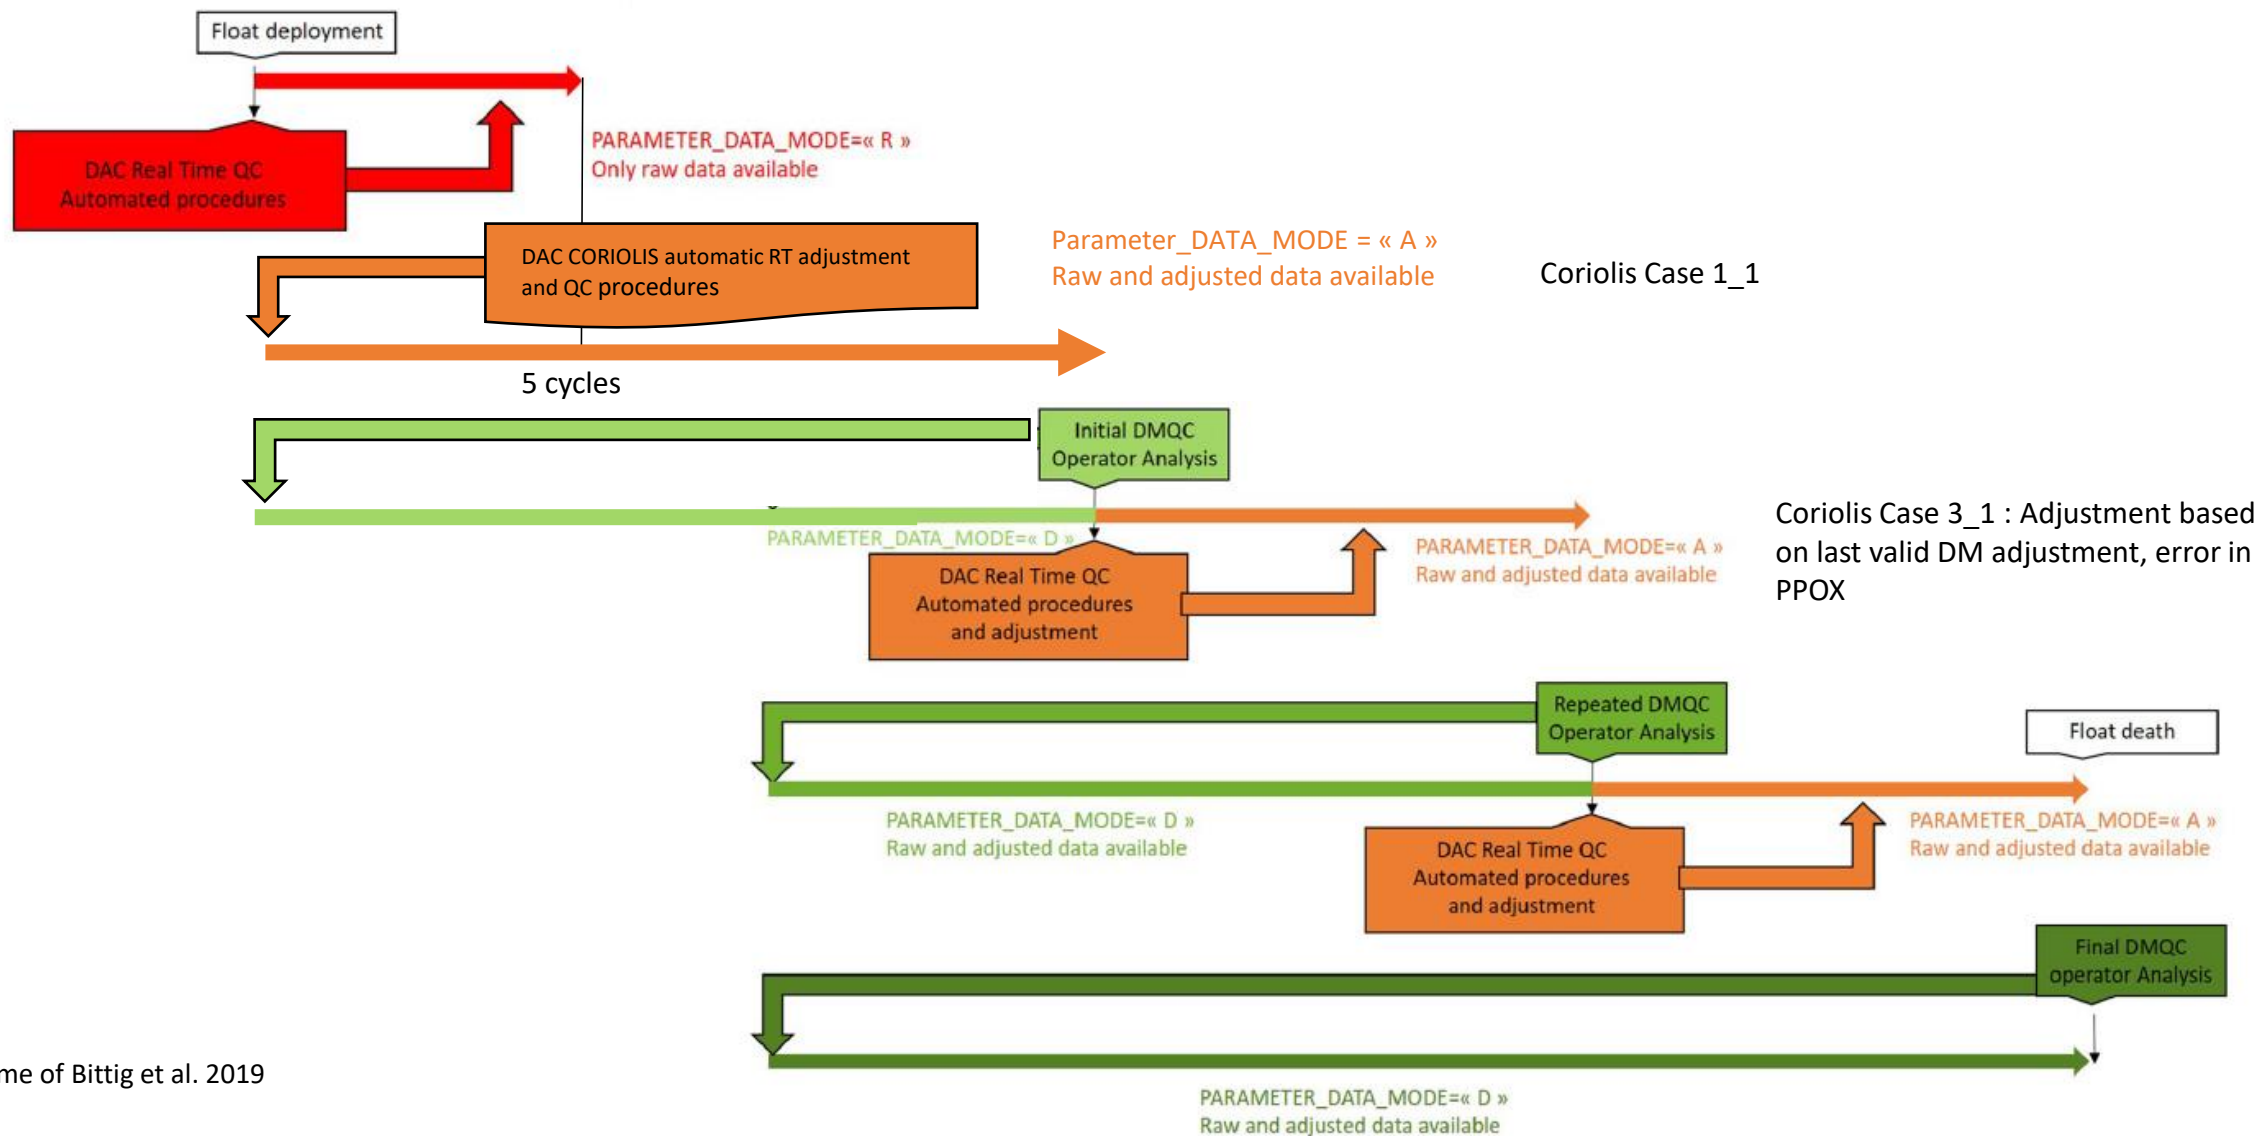 Float deployment
DAC Real Time QC
Automated procedures
PARAMETER_DATA_MODE=« R »
Only raw data available
DAC CORIOLIS automatic RT adjustment
and QC procedures
Parameter_DATA_MODE = « A »
Raw and adjusted data available
Coriolis Case 1_1
5 cycles
Initial DMQC
Operator Analysis
PARAMETER_DATA_MODE=« D »
DAC Real Time QC
Automated procedures
and adjustment
PARAMETER_DATA_MODE=« A »
Raw and adjusted data available
Coriolis Case 3_1 : Adjustment based
on last valid DM adjustment, error in
PPOX
Repeated DMQC
Operator Analysis
Float death
PARAMETER_DATA_MODE=« D »
Raw and adjusted data available
DAC Real Time QC
Automated procedures
and adjustment
PARAMETER_DATA_MODE=« A »
Raw and adjusted data available
Final DMQC
operator Analysis
me of Bittig et al. 2019
PARAMETER_DATA_MODE=« D »
Raw and adjusted data available